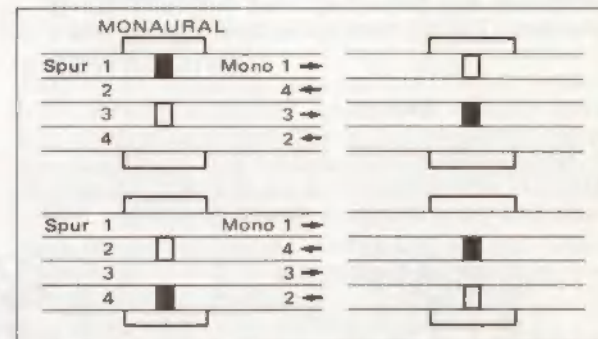 MONAURAL
Spur 1 Mono 1 →
2 4 ←
3 3 →
4 2 ←
Spur 1 Mono 1 →
2 4 ←
3 3 →
4 2 ←